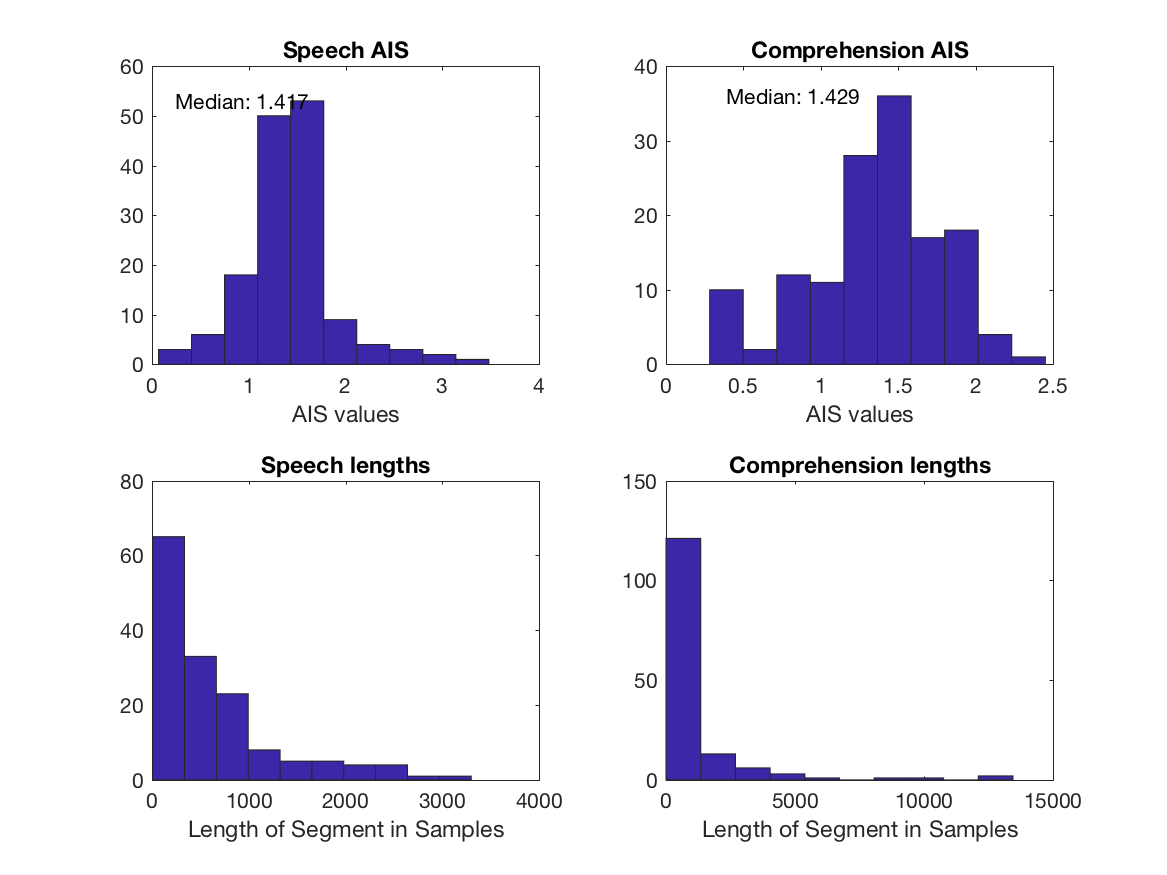 Speech AIS
60
50
40
30
20
10
0
Median: 1.417
0 1 2 3 4
AIS values
Comprehension AIS
40
30
20
10
0
Median: 1.429
0 0.5 1 1.5 2 2.5
AIS values
Speech lengths
80
60
40
20
0
0 1000 2000 3000 4000
Length of Segment in Samples
Comprehension lengths
150
100
50
0
0 5000 10000 15000
Length of Segment in Samples